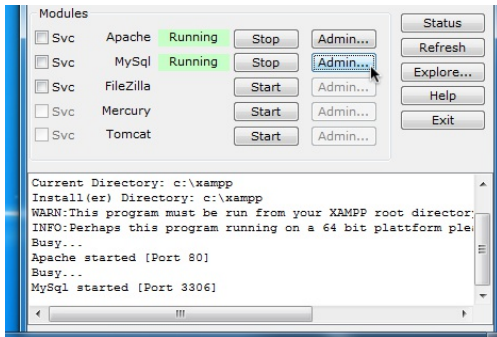 Modules
Svc Apache Running Stop Admin...
Svc MySql Running Stop Admin...
Svc FileZilla Start Admin...
Svc Mercury Start Admin...
Svc Tomcat Start Admin...
Status
Refresh
Explore...
Help
Exit
Current Directory: c:\xampp
Install(er) Directory: c:\xampp
WARN:This program must be run from your XAMPP root director
INFO:Perhaps this program running on a 64 bit plattform ple
Busy...
Apache started [Port 80]
Busy...
MySql started [Port 3306]